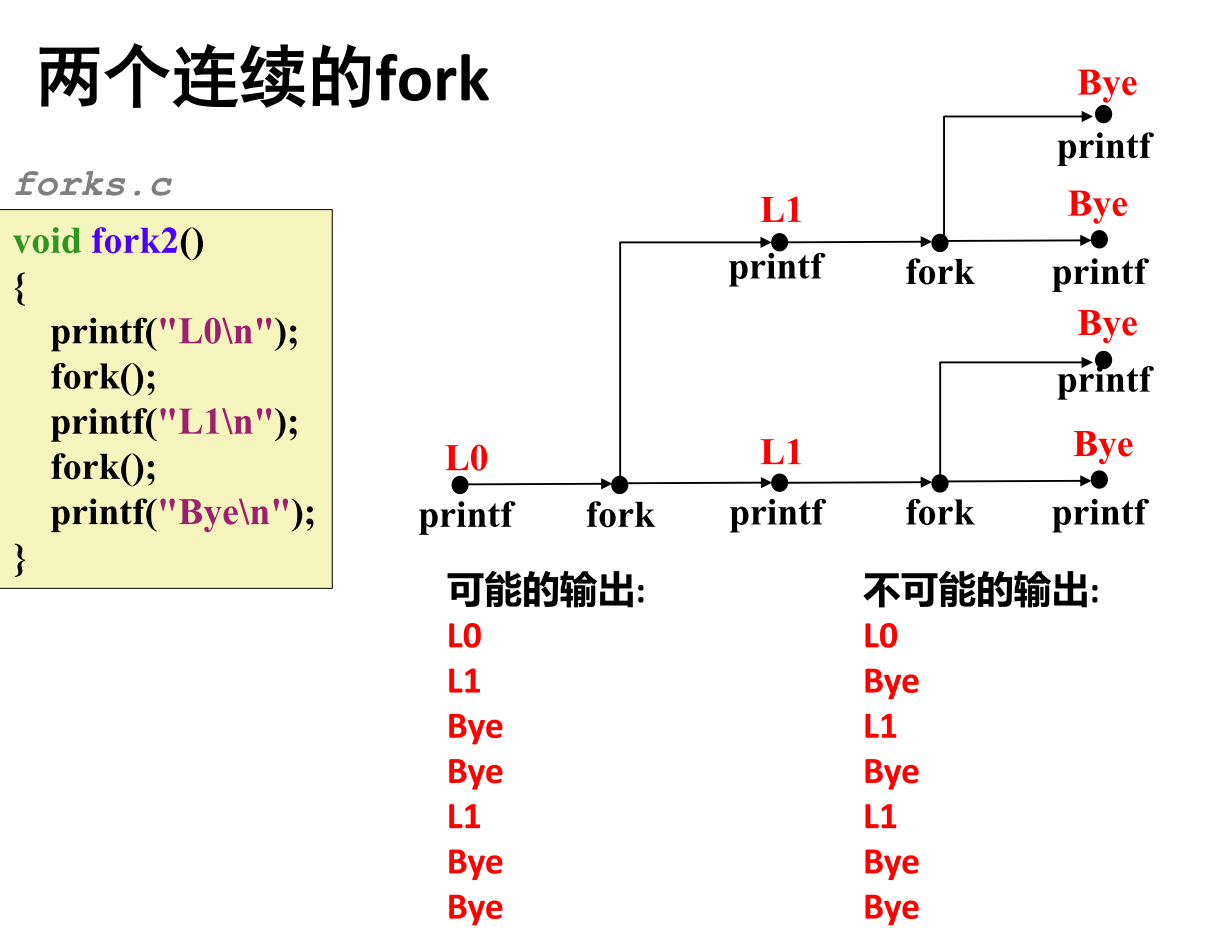 两个连续的fork
forks.c
void fork2()
{
printf("L0\n");
fork();
printf("L1\n");
fork();
printf("Bye\n");
}
Bye
printf
L1
Bye
printf
fork
printf
Bye
printf
L0
L1
Bye
printf
fork
printf
fork
printf
可能的输出:
L0
L1
Bye
Bye
L1
Bye
Bye
不可能的输出:
L0
Bye
L1
Bye
L1
Bye
Bye